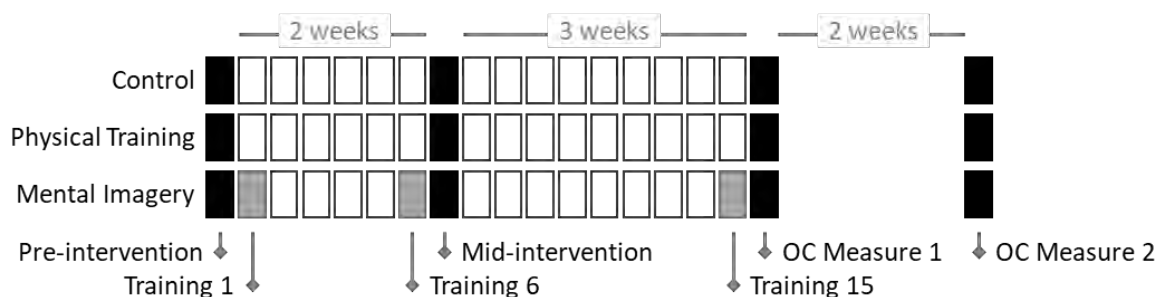 2 weeks 3 weeks 2 weeks
Control
Physical Training
Mental Imagery
Pre-intervention Mid-intervention OC Measure 1 OC Measure 2
Training 1 Training 6 Training 15